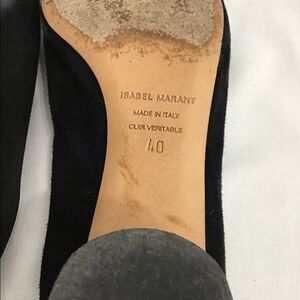 ISABEL MARANT
MADE IN ITALY
CUIR VERITABLE
40